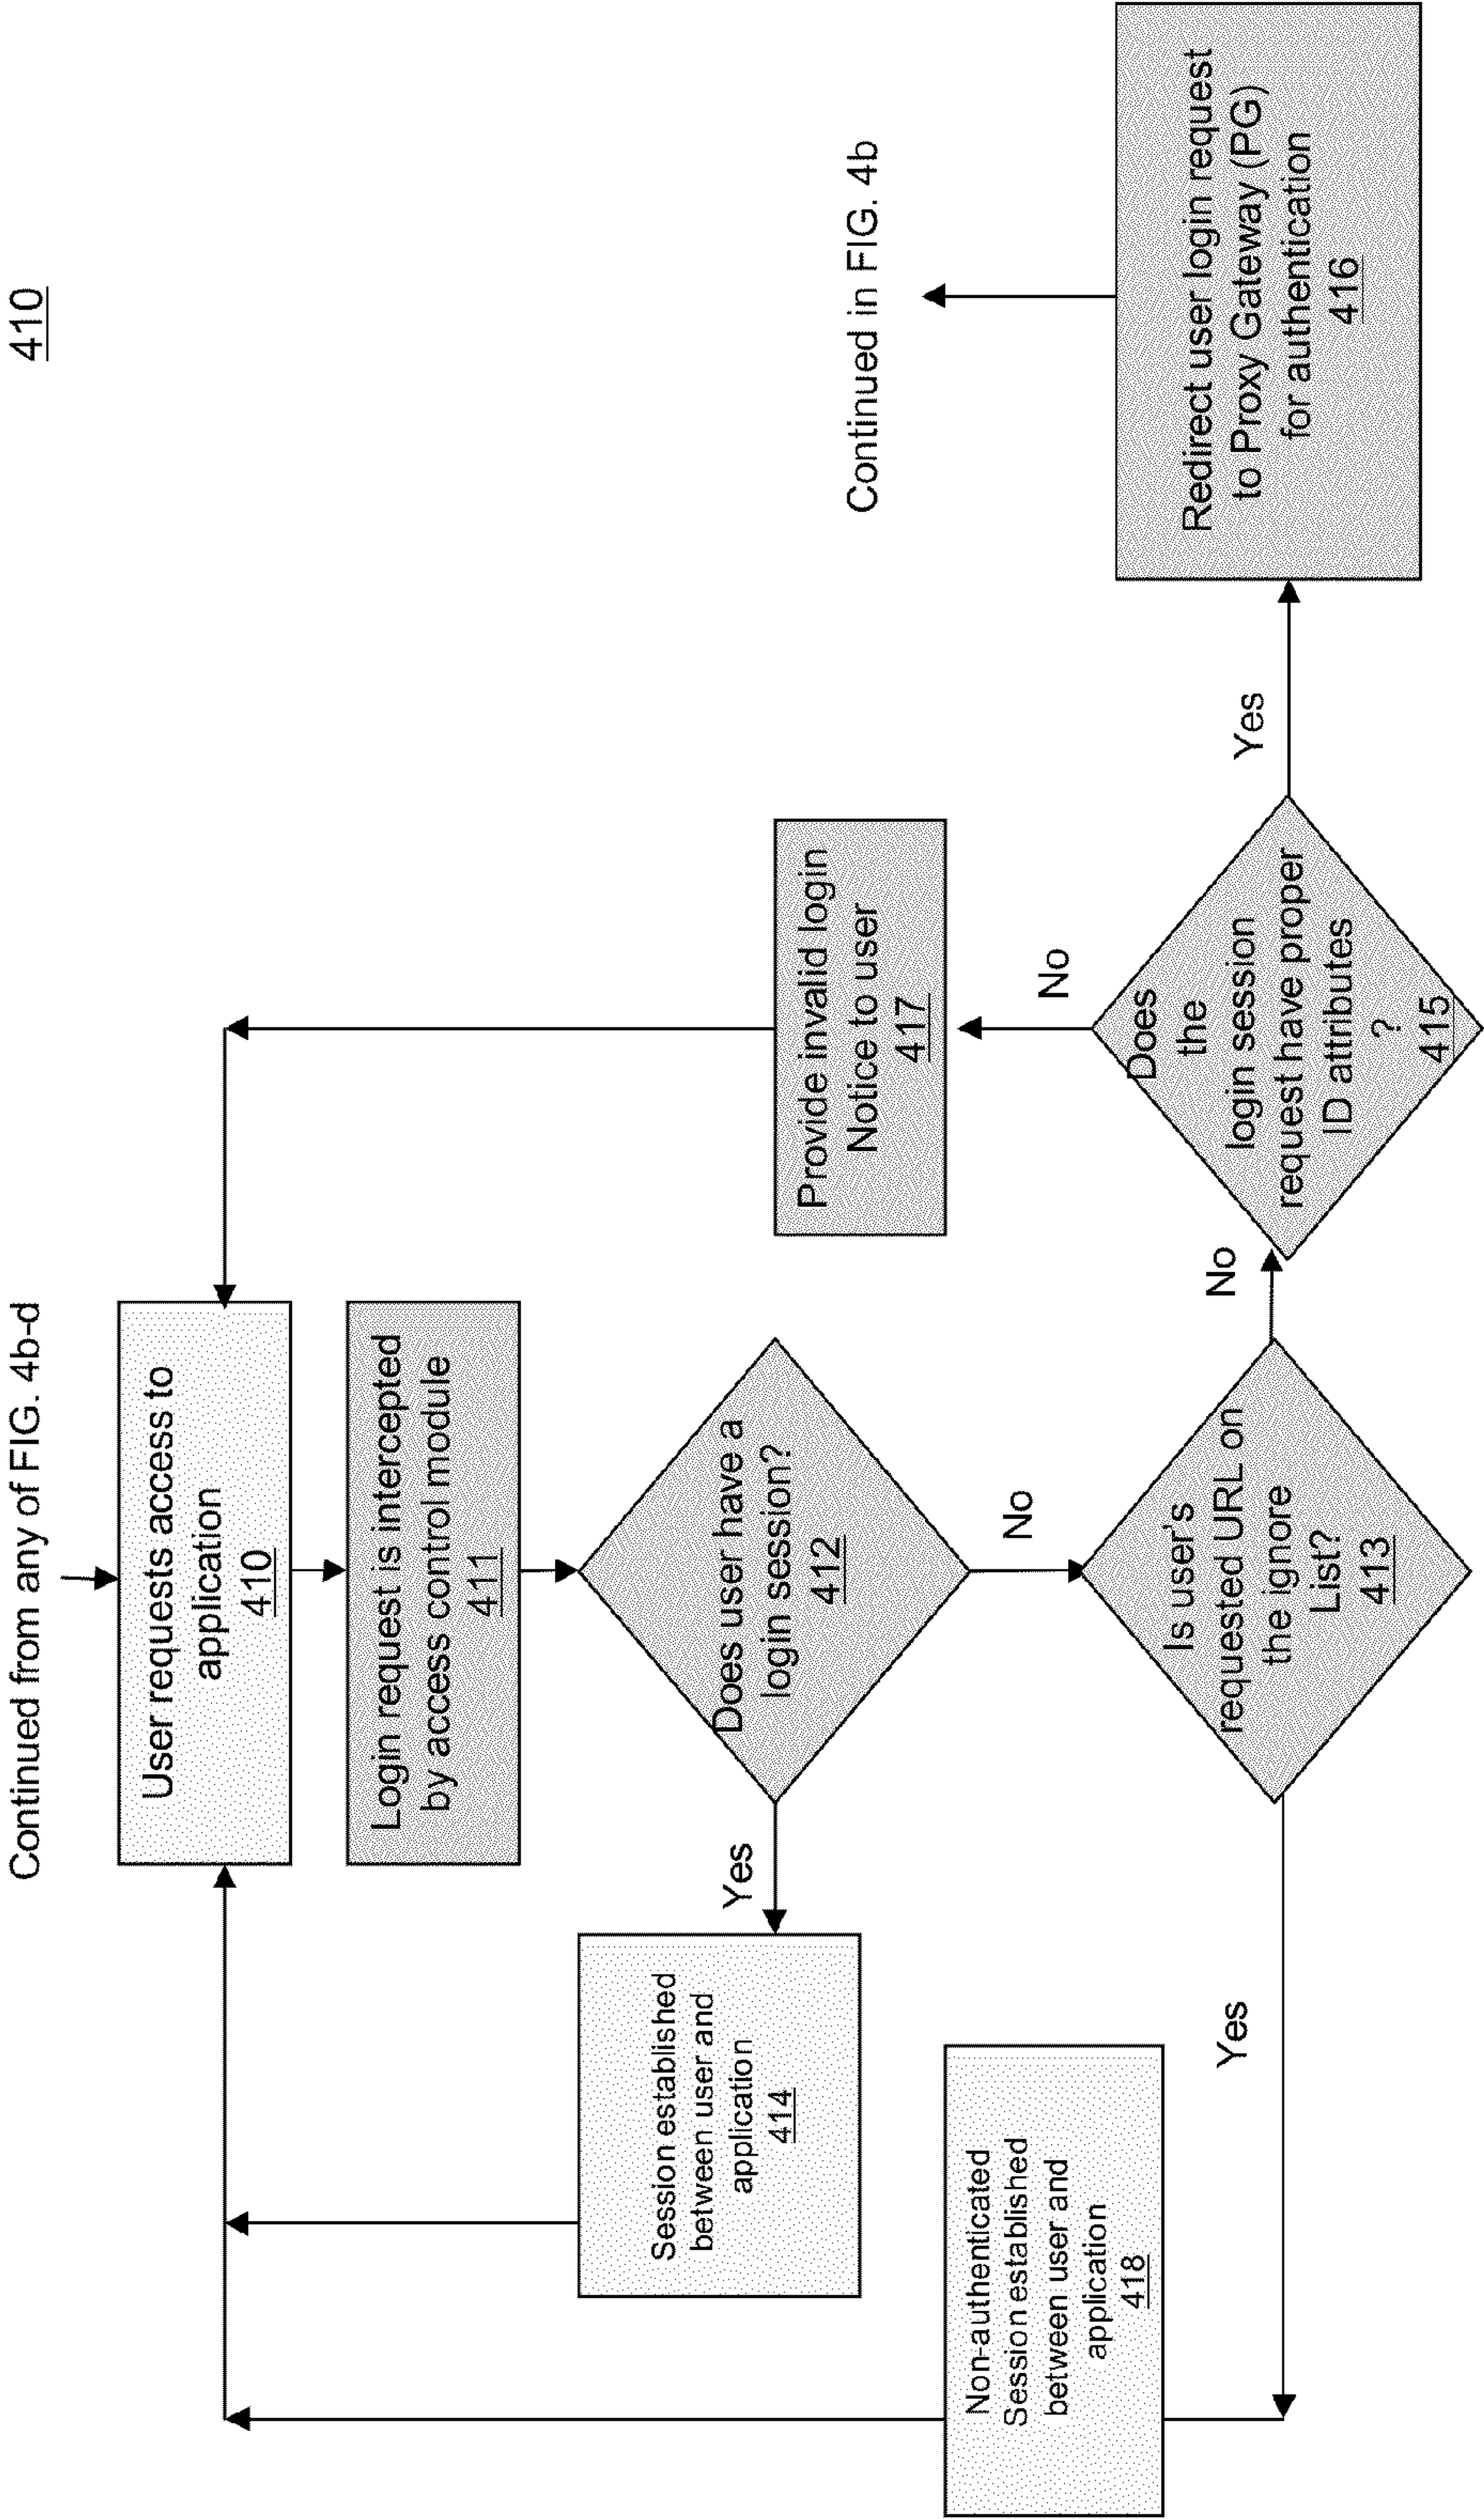 410
Continued from any of FIG. 4b-d
User requests access to
application
410
Login request is intercepted
by access control module
411
Does user have a
login session?
412
Yes
No
Session established
between user and
application
414
Is user's
requested URL on
the ignore
List?
413
Yes
No
Non-authenticated
Session established
between user and
application
418
Does
the
login session
request have proper
ID attributes
?
415
No
Yes
Provide invalid login
Notice to user
417
Redirect user login request
to Proxy Gateway (PG)
for authentication
416
Continued in FIG. 4b